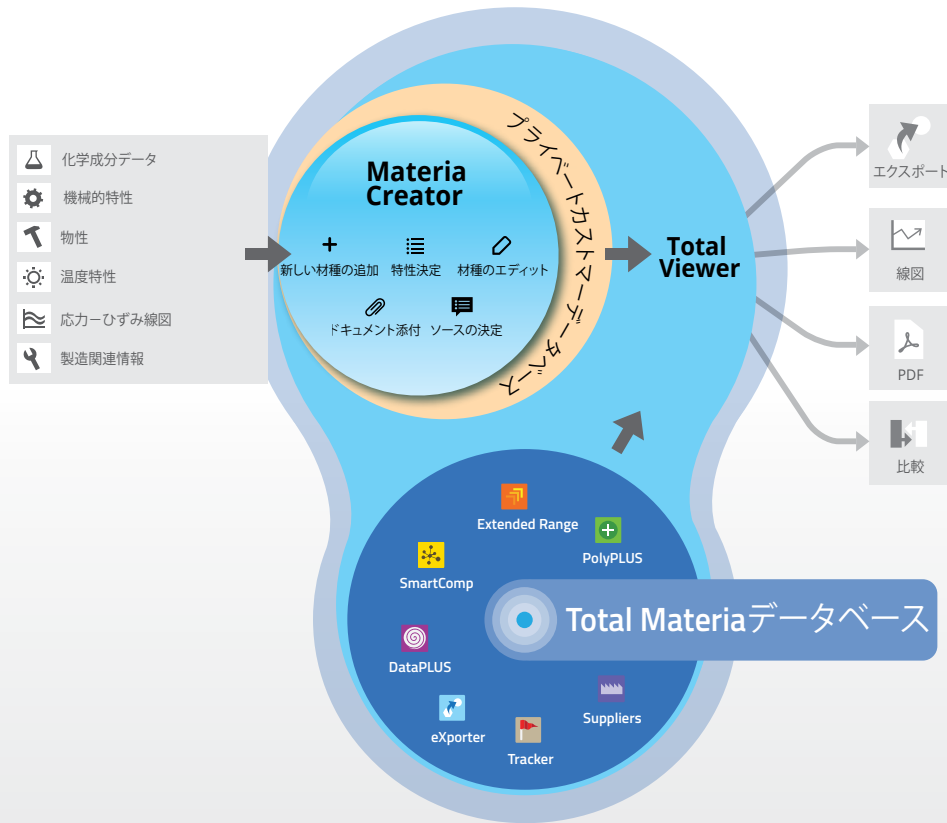 化学成分データ
機械的特性
物性
温度特性
応力ーひずみ線図
製造関連情報
Materia
Creator
新しい材種の追加
特性決定
材種のエディット
ドキュメント添付
ソースの決定
プライベートカストマーデータベース
Total
Viewer
エクスポート
線図
PDF
比較
Extended Range
PolyPLUS
SmartComp
Total Materiaデータベース
DataPLUS
Suppliers
eXporter
Tracker